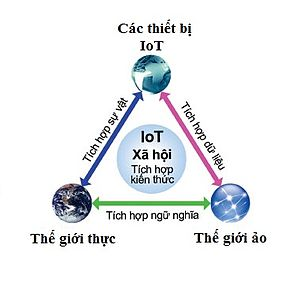 Các thiết bị
IoT
Tích hợp sự vật
Tích hợp dữ liệu
IoT
Xã hội
Tích hợp
kiến thức
Tích hợp ngữ nghĩa
Thế giới thực
Thế giới ảo